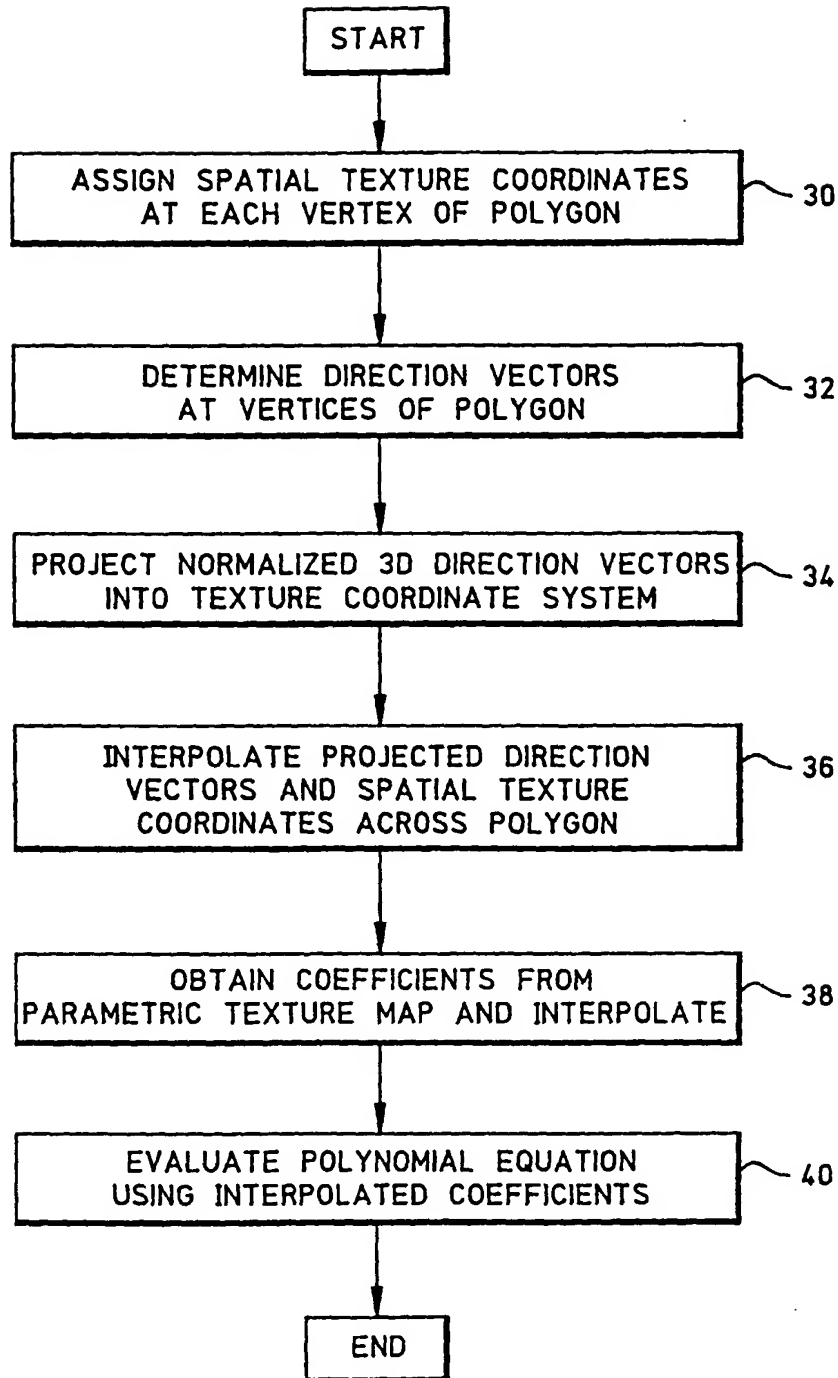 START
ASSIGN SPATIAL TEXTURE COORDINATES
AT EACH VERTEX OF POLYGON
30
DETERMINE DIRECTION VECTORS
AT VERTICES OF POLYGON
32
PROJECT NORMALIZED 3D DIRECTION VECTORS
INTO TEXTURE COORDINATE SYSTEM
34
INTERPOLATE PROJECTED DIRECTION
VECTORS AND SPATIAL TEXTURE
COORDINATES ACROSS POLYGON
36
OBTAIN COEFFICIENTS FROM
PARAMETRIC TEXTURE MAP AND INTERPOLATE
38
EVALUATE POLYNOMIAL EQUATION
USING INTERPOLATED COEFFICIENTS
40
END